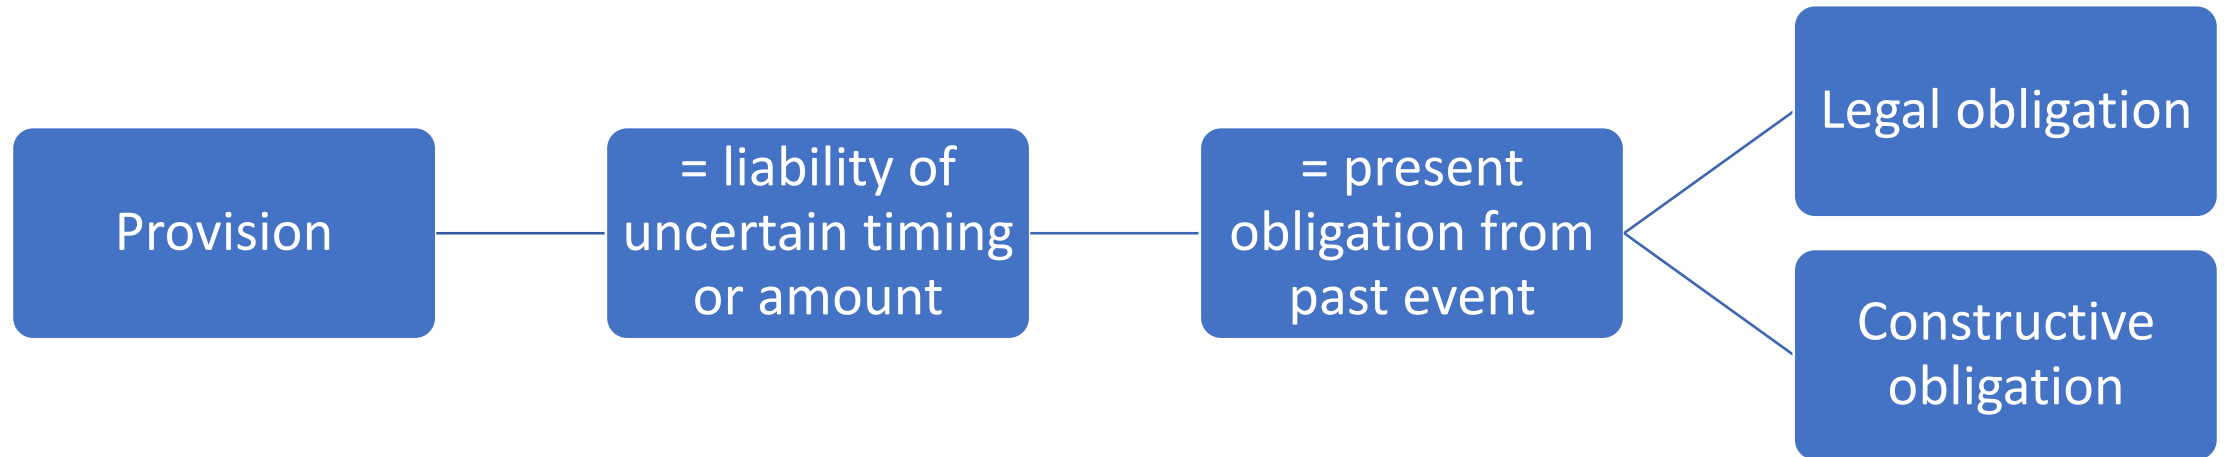 Provision
= liability of
uncertain timing
or amount
= present
obligation from
past event
Legal obligation
Constructive
obligation